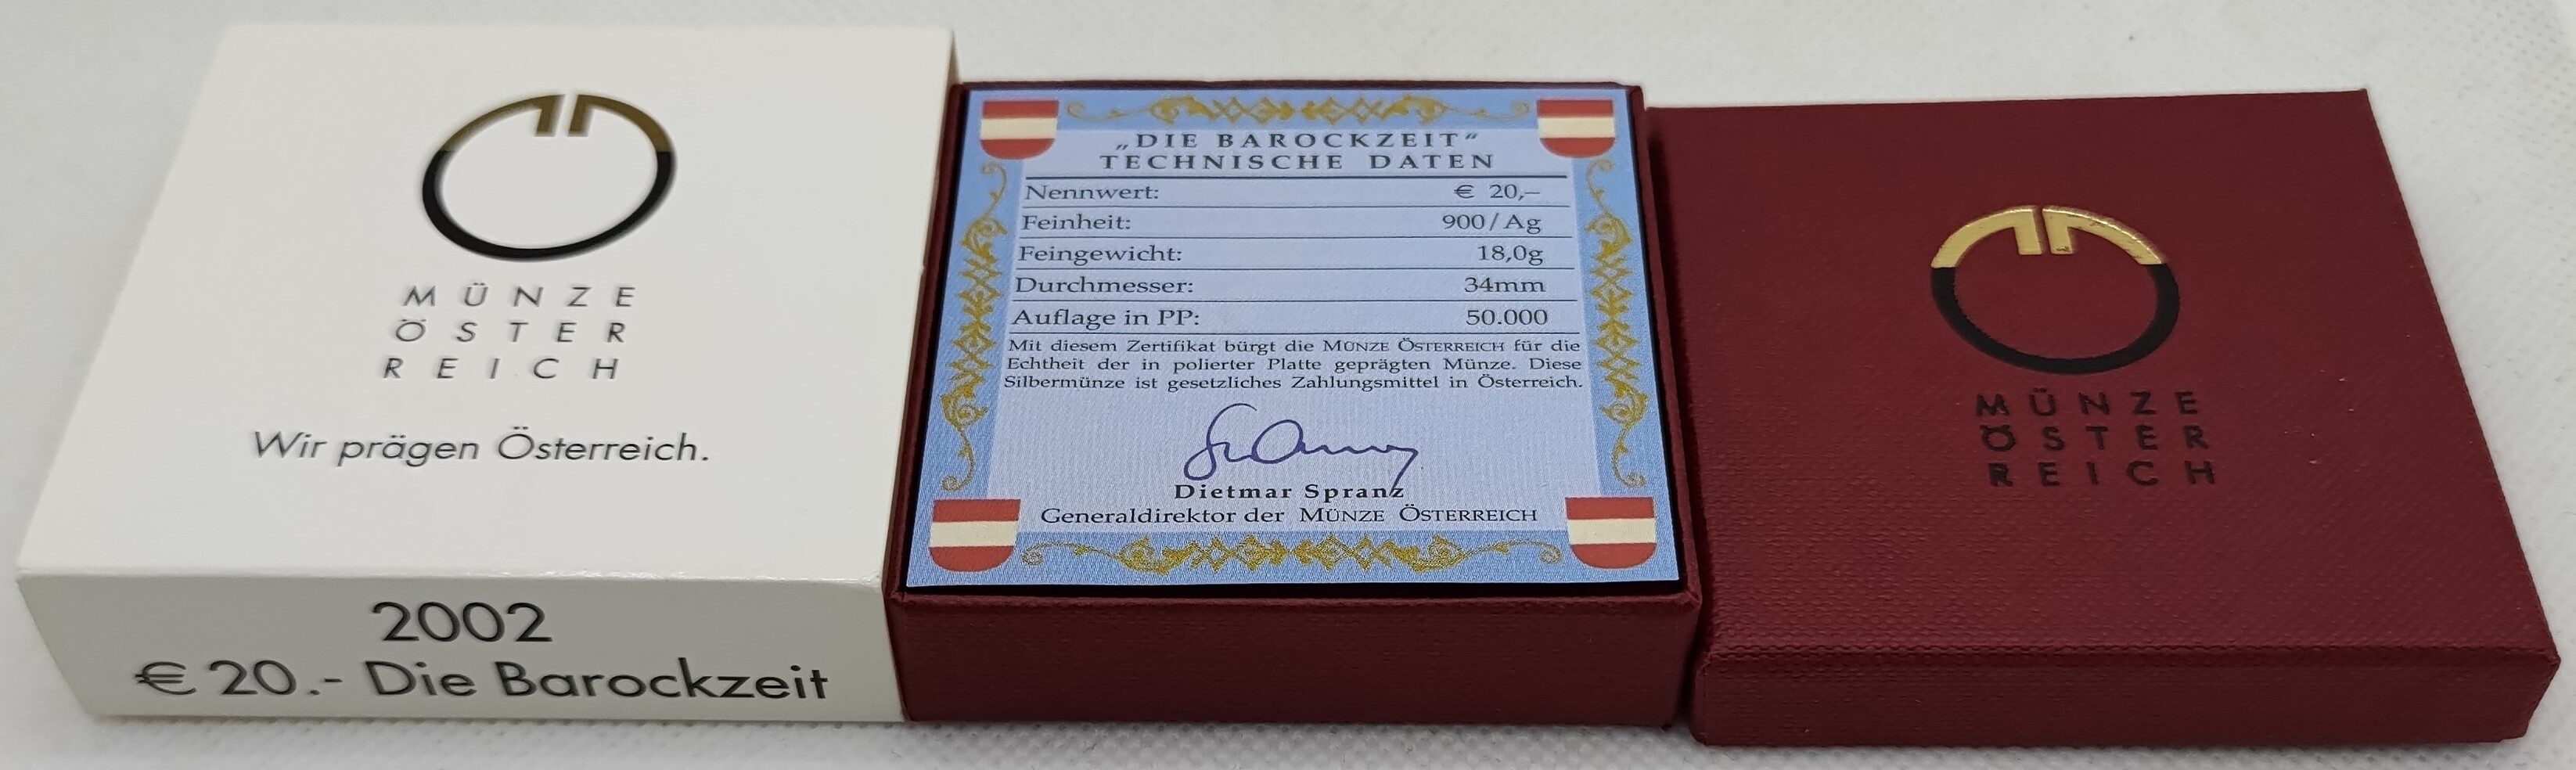 MÜNZE
ÖSTER
REICH
Wir prägen Österreich.
2002
€ 20.- Die Barockzeit
„DIE BAROCKZEIT“
TECHNISCHE DATEN
Nennwert: € 20,–
Feinheit: 900/Ag
Feingewicht: 18,0g
Durchmesser: 34mm
Auflage in PP: 50.000
Mit diesem Zertifikat bürgt die MÜNZE ÖSTERREICH für die
Echtheit der in polierter Platte geprägten Münze. Diese
Silbermünze ist gesetzliches Zahlungsmittel in Österreich.
Dietmar Spranz
Generaldirektor der MÜNZE ÖSTERREICH
MÜNZE
ÖSTER
REICH